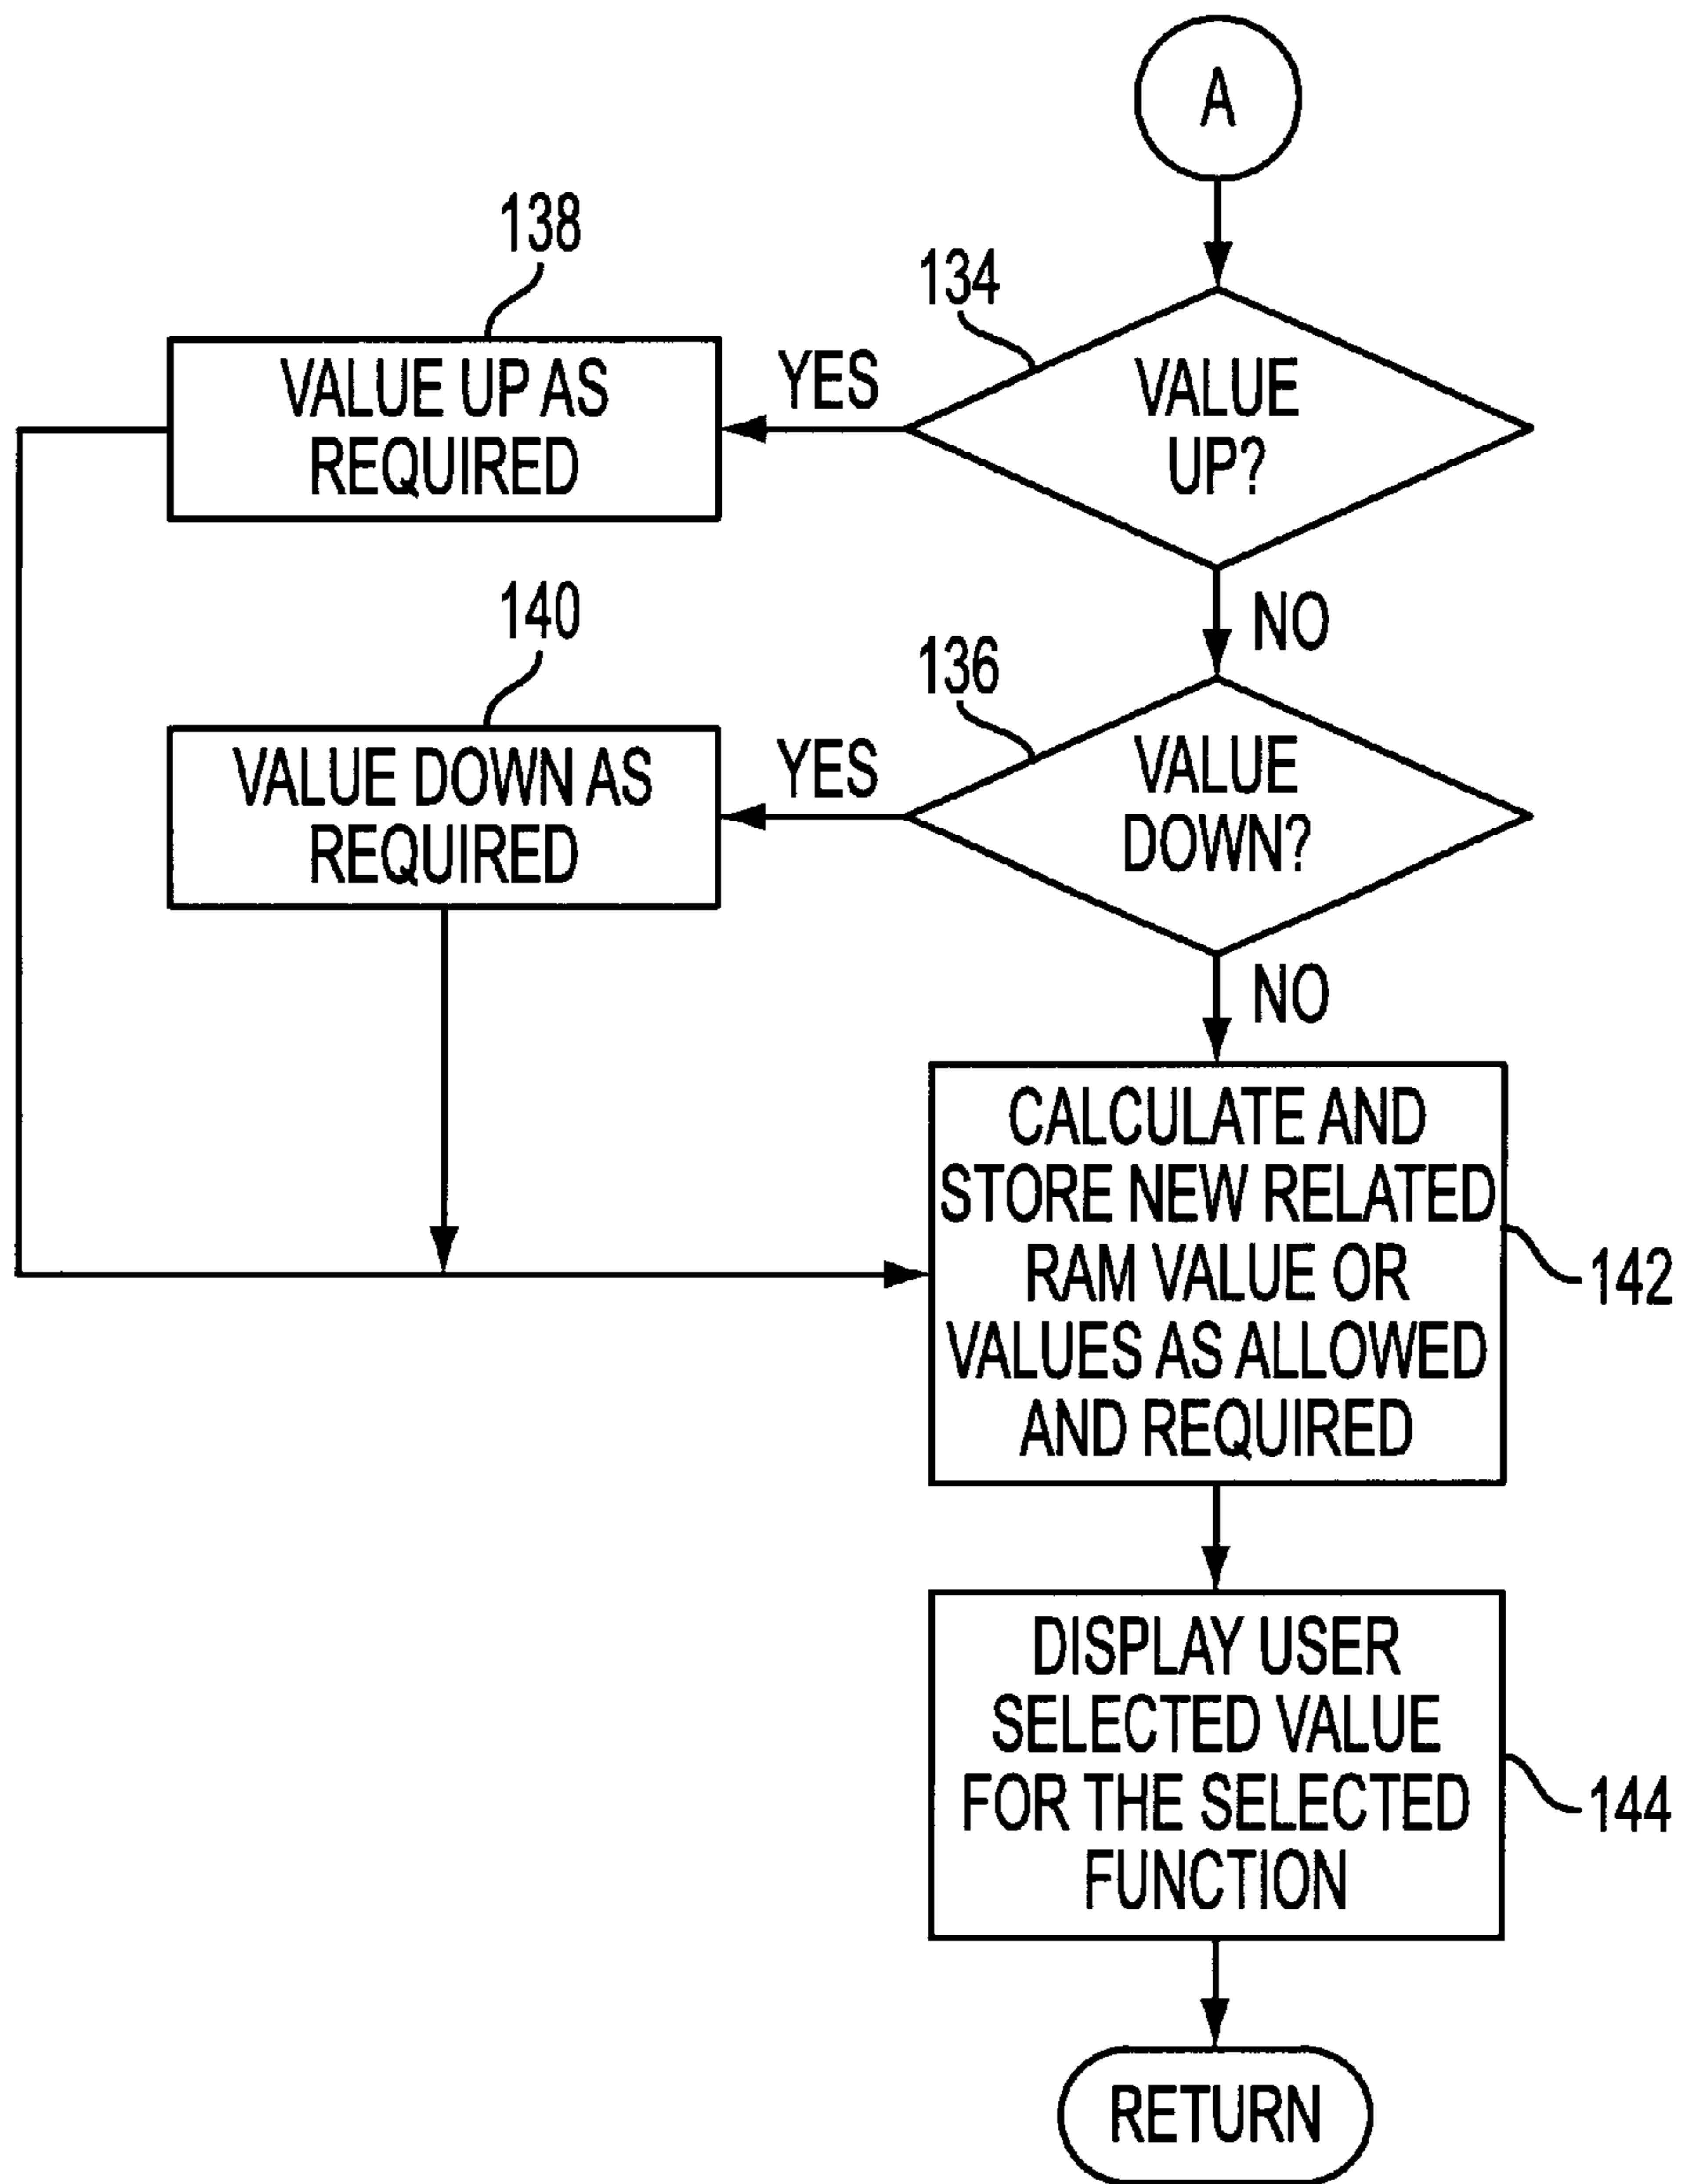 A
138
134
VALUE UP AS
REQUIRED
YES
VALUE
UP?
140
NO
136
VALUE DOWN AS
REQUIRED
YES
VALUE
DOWN?
NO
CALCULATE AND
STORE NEW RELATED
RAM VALUE OR
VALUES AS ALLOWED
AND REQUIRED
142
DISPLAY USER
SELECTED VALUE
FOR THE SELECTED
FUNCTION
144
RETURN